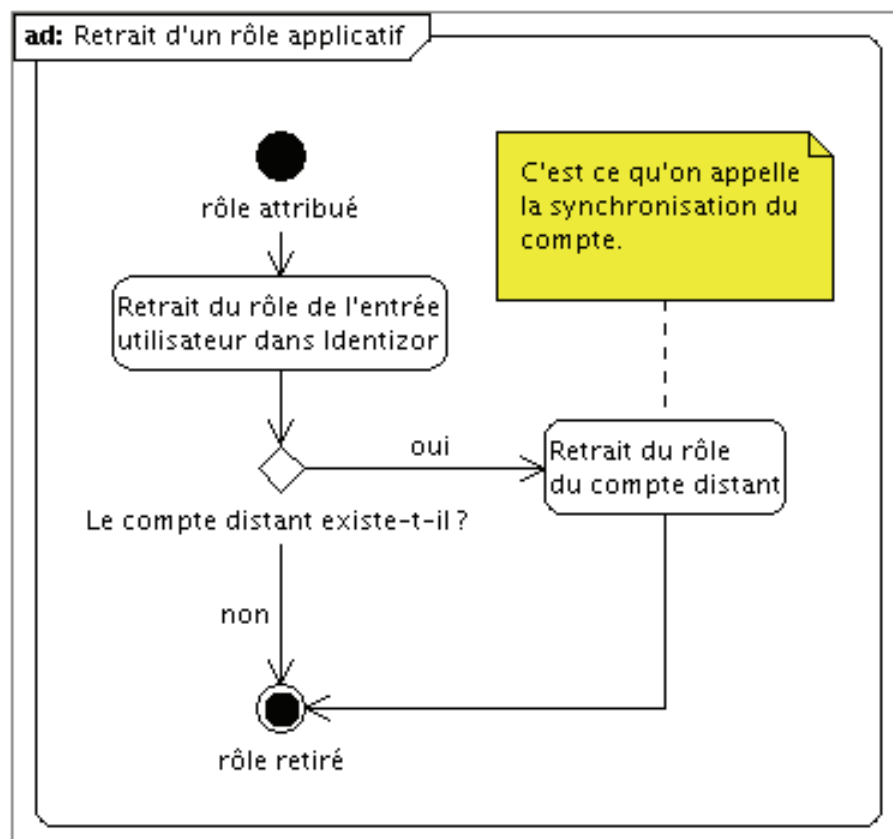 ad: Retrait d'un rôle applicatif
rôle attribué
C'est ce qu'on appelle
la synchronisation du
compte.
Retrait du rôle de l'entrée
utilisateur dans Identizor
oui
Retrait du rôle
du compte distant
Le compte distant existe-t-il ?
non
rôle retiré